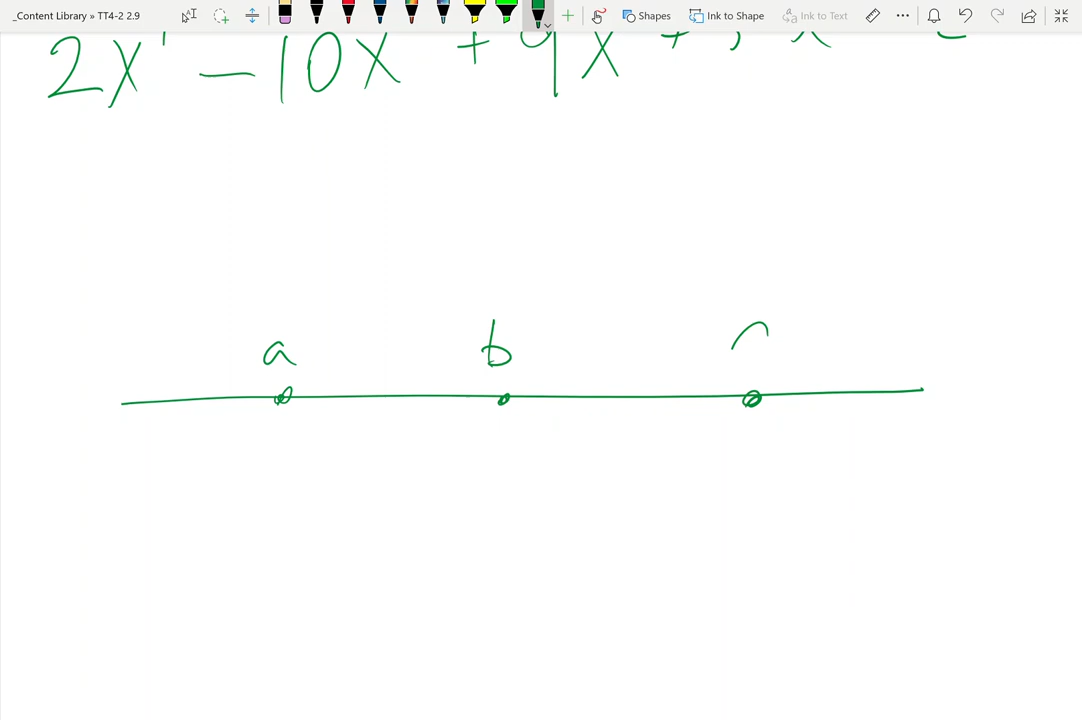 _Content Library » TT4-2 2.9 Shapes Ink to Shape Ink to Text
2x - 10x + 9x +
a b